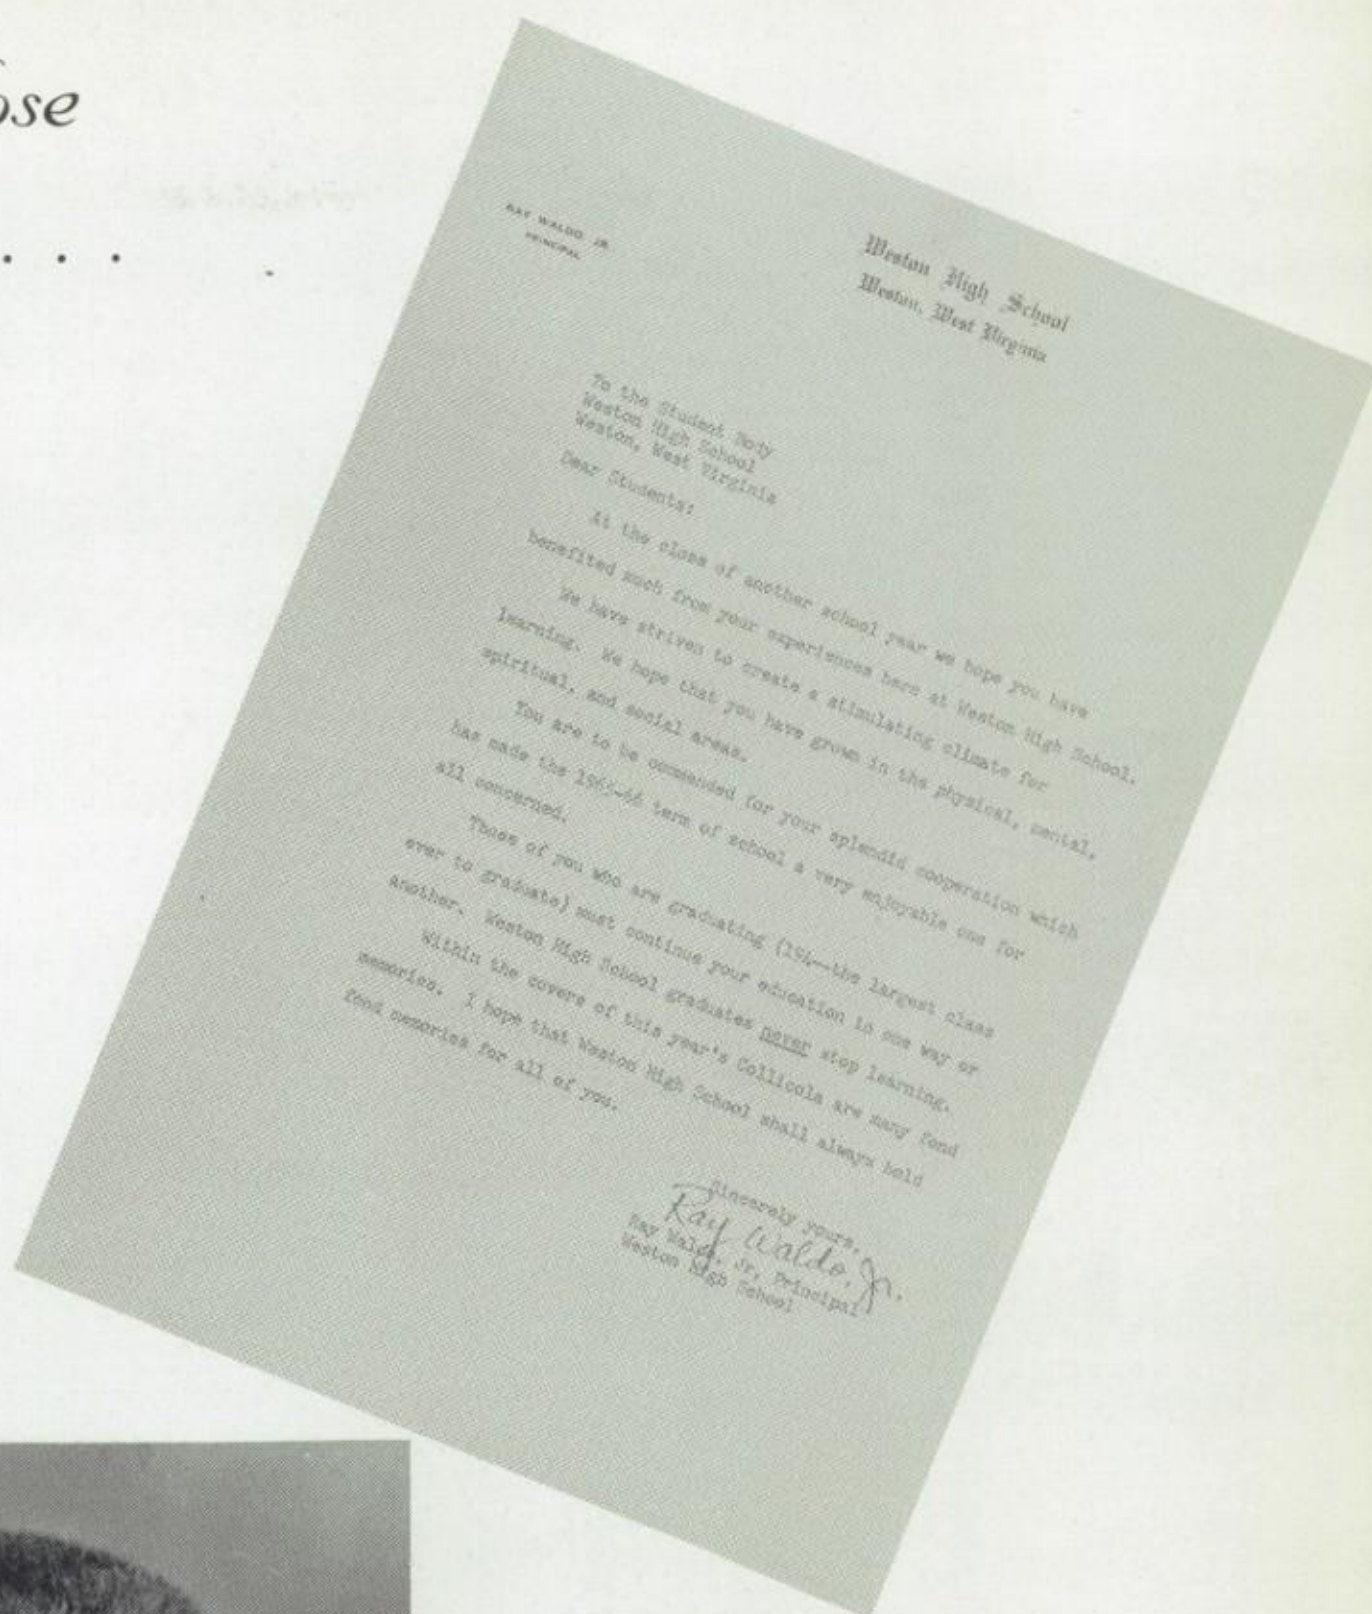 ose
. . .
RAY WALDO JR.
PRINCIPAL
Weston High School
Weston, West Virginia
To the Student Body
Weston High School
Weston, West Virginia
Dear Students:
At the close of another school year we hope you have
benefited much from your experiences here at Weston High School.
We have striven to create a stimulating climate for
learning. We hope that you have grown in the physical, mental,
spiritual, and social areas.
You are to be commended for your splendid cooperation which
has made the 1965-66 term of school a very enjoyable one for
all concerned.
Those of you who are graduating (194—the largest class
ever to graduate) must continue your education in one way or
another. Weston High School graduates never stop learning.
Within the covers of this year's Collicola are many fond
memories. I hope that Weston High School shall always hold
fond memories for all of you.
Sincerely yours,
Ray Waldo, Jr.
Ray Waldo, Jr, Principal
Weston High School